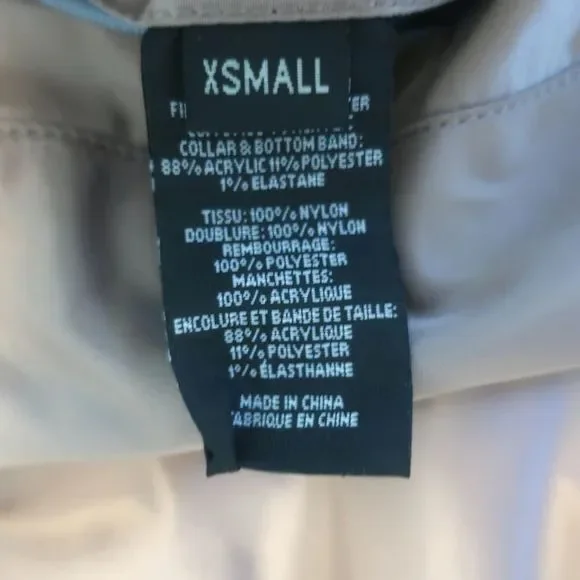 XSMALL
COLLAR & BOTTOM BAND:
88% ACRYLIC 11% POLYESTER
1% ELASTANE
TISSU: 100% NYLON
DOUBLURE: 100% NYLON
REMBOURRAGE:
100% POLYESTER
MANCHETTES:
100% ACRYLIQUE
ENCOLURE ET BANDE DE TAILLE:
88% ACRYLIQUE
11% POLYESTER
1% ÉLASTHANNE
MADE IN CHINA
FABRIQUE EN CHINE